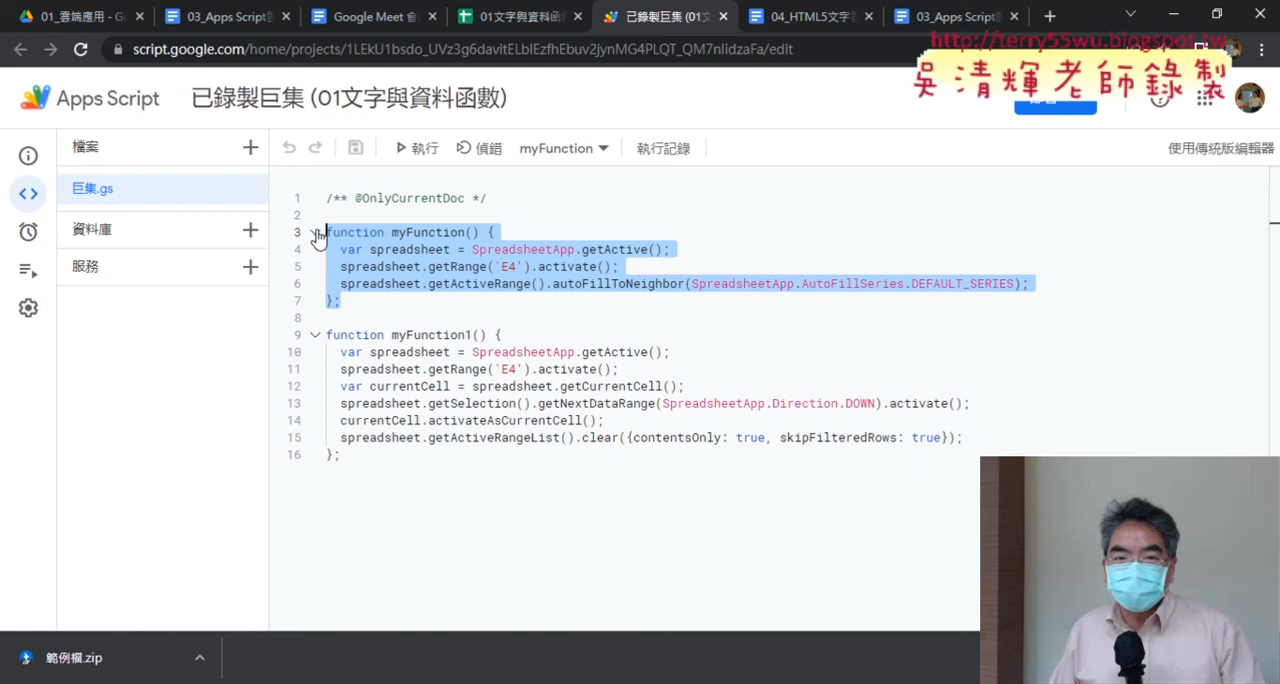 01_雲端應用 - Go
03_Apps Script
Google Meet 會
01文字與資料函
已錄製巨集 (01文
04_HTML5文字
03_Apps Script
script.google.com/home/projects/1LEkU1bsdo_UVz3g6davitELbIEzfhEbuv2jynMG4PLQT_QM7nlidzaFa/edit
http://terry55wu.blogspot.tw
吳清輝老師錄製
Apps Script
已錄製巨集 (01文字與資料函數)
檔案
執行
偵錯
myFunction
執行記錄
使用傳統版編輯器
巨集.gs
資料庫
服務
1 /** @OnlyCurrentDoc */
2
3 function myFunction() {
4 var spreadsheet = SpreadsheetApp.getActive();
5 spreadsheet.getRange('E4').activate();
6 spreadsheet.getActiveRange().autoFillToNeighbor(SpreadsheetApp.AutoFillSeries.DEFAULT_SERIES);
7 };
8
9 function myFunction1() {
10 var spreadsheet = SpreadsheetApp.getActive();
11 spreadsheet.getRange('E4').activate();
12 var currentCell = spreadsheet.getCurrentCell();
13 spreadsheet.getSelection().getNextDataRange(SpreadsheetApp.Direction.DOWN).activate();
14 currentCell.activateAsCurrentCell();
15 spreadsheet.getActiveRangeList().clear({contentsOnly: true, skipFilteredRows: true});
16 };
範例檔.zip